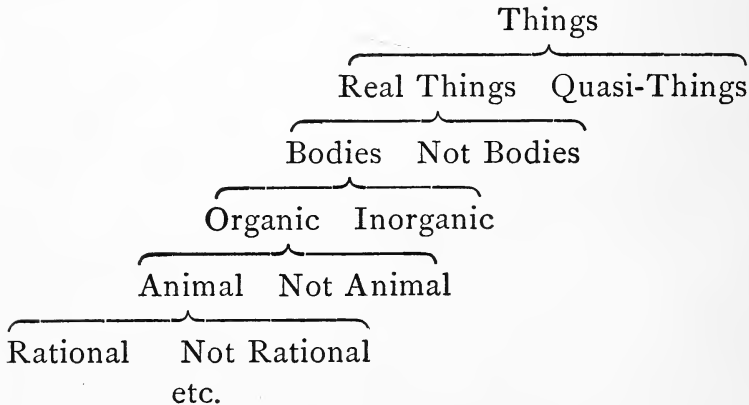 Things
Real Things Quasi-Things
Bodies Not Bodies
Organic Inorganic
Animal Not Animal
Rational Not Rational
etc.